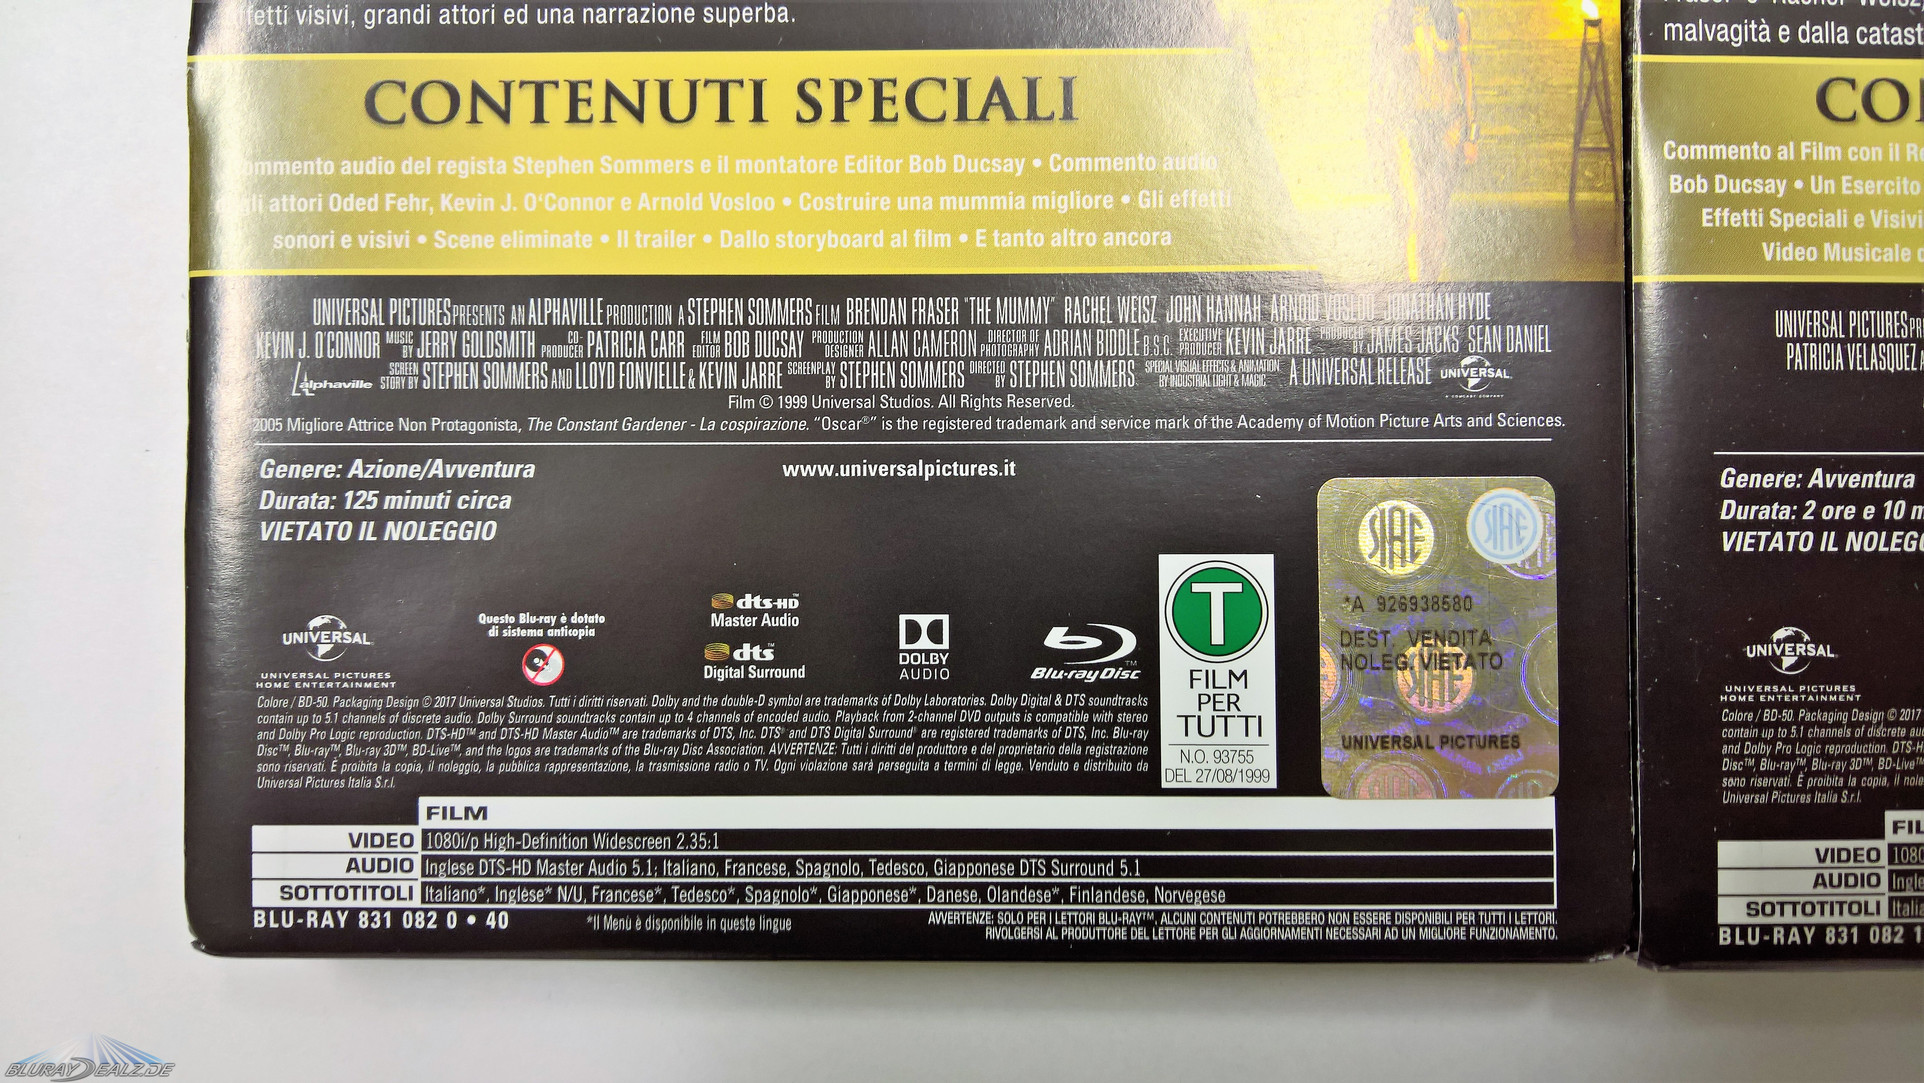 fetti visivi, grandi attori ed una narrazione superba.
CONTENUTI SPECIALI
ommento audio del regista Stephen Sommers e il montatore Editor Bob Ducsay • Commento audio
gli attori Oded Fehr, Kevin J. O'Connor e Arnold Vosloo • Costruire una mummia migliore • Gli effetti
sonori e visivi • Scene eliminate • Il trailer • Dallo storyboard al film • E tanto altro ancora
UNIVERSAL PICTURES PRESENTS AN ALPHAVILLE PRODUCTION A STEPHEN SOMMERS FILM BRENDAN FRASER "THE MUMMY" RACHEL WEISZ JOHN HANNAH ARNOLD VOSLOO JONATHAN HYDE
KEVIN J. O'CONNOR MUSIC BY JERRY GOLDSMITH CO-PRODUCER PATRICIA CARR FILM EDITOR BOB DUCSAY PRODUCTION DESIGNER ALLAN CAMERON DIRECTOR OF PHOTOGRAPHY ADRIAN BIDDLE B.S.C. EXECUTIVE PRODUCER KEVIN JARRE PRODUCED BY JAMES JACKS SEAN DANIEL
alphaville SCREEN STORY BY STEPHEN SOMMERS AND LLOYD FONVIELLE & KEVIN JARRE SCREENPLAY BY STEPHEN SOMMERS DIRECTED BY STEPHEN SOMMERS SPECIAL VISUAL EFFECTS & ANIMATION BY INDUSTRIAL LIGHT & MAGIC A UNIVERSAL RELEASE UNIVERSAL
A COMCAST COMPANY
Film © 1999 Universal Studios. All Rights Reserved.
2005 Migliore Attrice Non Protagonista, The Constant Gardener - La cospirazione. "Oscar®" is the registered trademark and service mark of the Academy of Motion Picture Arts and Sciences.
Genere: Azione/Avventura
Durata: 125 minuti circa
VIETATO IL NOLEGGIO
www.universalpictures.it
UNIVERSAL
UNIVERSAL PICTURES
HOME ENTERTAINMENT
Questo Blu-ray è dotato
di sistema anticopia
dts-HD
Master Audio
dts
Digital Surround
DOLBY
AUDIO
Blu-ray Disc™
T
FILM
PER
TUTTI
N.O. 93755
DEL 27/08/1999
SIAE SIAE
*A 926938580
DEST. VENDITA
NOLEG. VIETATO
SIAE
UNIVERSAL PICTURES
Colore / BD-50. Packaging Design © 2017 Universal Studios. Tutti i diritti riservati. Dolby and the double-D symbol are trademarks of Dolby Laboratories. Dolby Digital & DTS soundtracks
contain up to 5.1 channels of discrete audio. Dolby Surround soundtracks contain up to 4 channels of encoded audio. Playback from 2-channel DVD outputs is compatible with stereo
and Dolby Pro Logic reproduction. DTS-HD™ and DTS-HD Master Audio™ are trademarks of DTS, Inc. DTS® and DTS Digital Surround® are registered trademarks of DTS, Inc. Blu-ray
Disc™, Blu-ray™, Blu-ray 3D™, BD-Live™, and the logos are trademarks of the Blu-ray Disc Association. AVVERTENZE: Tutti i diritti del produttore e del proprietario della registrazione
sono riservati. È proibita la copia, il noleggio, la pubblica rappresentazione, la trasmissione radio o TV. Ogni violazione sarà perseguita a termini di legge. Venduto e distribuito da
Universal Pictures Italia S.r.l.
FILM
VIDEO 1080i/p High-Definition Widescreen 2.35:1
AUDIO Inglese DTS-HD Master Audio 5.1; Italiano, Francese, Spagnolo, Tedesco, Giapponese DTS Surround 5.1
SOTTOTITOLI Italiano*, Inglese* N/U, Francese*, Tedesco*, Spagnolo*, Giapponese*, Danese, Olandese*, Finlandese, Norvegese
BLU-RAY 831 082 0 • 40
*Il Menù è disponibile in queste lingue
AVVERTENZE: SOLO PER I LETTORI BLU-RAY™, ALCUNI CONTENUTI POTREBBERO NON ESSERE DISPONIBILI PER TUTTI I LETTORI.
RIVOLGERSI AL PRODUTTORE DEL LETTORE PER GLI AGGIORNAMENTI NECESSARI AD UN MIGLIORE FUNZIONAMENTO.
malvagità e dalla catast
CO
Commento al Film con il Re
Bob Ducsay • Un Esercito
Effetti Speciali e Visivi
Video Musicale d
UNIVERSAL PICTURES PR
PATRICIA VELASQUEZ A
Genere: Avventura
Durata: 2 ore e 10 m
VIETATO IL NOLEG
UNIVERSAL
UNIVERSAL PICTURES
HOME ENTERTAINMENT
Colore / BD-50. Packaging Design © 2017
contain up to 5.1 channels of discrete au
and Dolby Pro Logic reproduction. DTS-H
Disc™, Blu-ray™, Blu-ray 3D™, BD-Live™
sono riservati. È proibita la copia, il nole
Universal Pictures Italia S.r.l.
FIL
VIDEO 1080
AUDIO Ingle
SOTTOTITOLI Italia
BLU-RAY 831 082 1
BLURAYDEALZ.DE